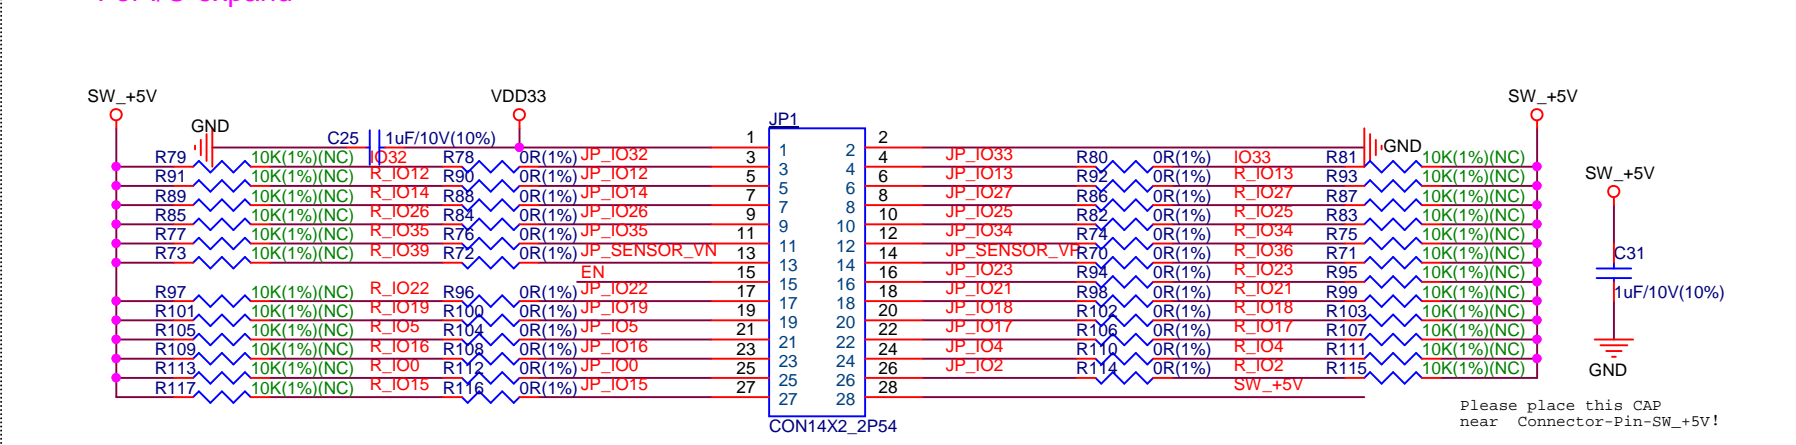 SW_+5V VDD33 SW_+5V
GND JP1
C25 1uF/10V(10%) 1 2
1 2 GND
R79 10K(1%)(NC) IO32 R78 0R(1%) JP_IO32 3 4 JP_IO33 R80 0R(1%) IO33 R81 10K(1%)(NC)
3 4
R91 10K(1%)(NC) R_IO12 R90 0R(1%) JP_IO12 5 6 JP_IO13 R92 0R(1%) R_IO13 R93 10K(1%)(NC)
5 6
SW_+5V
R89 10K(1%)(NC) R_IO14 R88 0R(1%) JP_IO14 7 8 JP_IO27 R86 0R(1%) R_IO27 R87 10K(1%)(NC)
7 8
R85 10K(1%)(NC) R_IO26 R84 0R(1%) JP_IO26 9 10 JP_IO25 R82 0R(1%) R_IO25 R83 10K(1%)(NC)
9 10
R77 10K(1%)(NC) R_IO35 R76 0R(1%) JP_IO35 11 12 JP_IO34 R74 0R(1%) R_IO34 R75 10K(1%)(NC)
11 12
R73 10K(1%)(NC) R_IO39 R72 0R(1%) JP_SENSOR_VN 13 14 JP_SENSOR_VP R70 0R(1%) R_IO36 R71 10K(1%)(NC)
C31
13 14
EN 15 16 JP_IO23 R94 0R(1%) R_IO23 R95 10K(1%)(NC)
15 16
R97 10K(1%)(NC) R_IO22 R96 0R(1%) JP_IO22 17 18 JP_IO21 R98 0R(1%) R_IO21 R99 10K(1%)(NC)
1uF/10V(10%)
17 18
R101 10K(1%)(NC) R_IO19 R100 0R(1%) JP_IO19 19 20 JP_IO18 R102 0R(1%) R_IO18 R103 10K(1%)(NC)
19 20
R105 10K(1%)(NC) R_IO5 R104 0R(1%) JP_IO5 21 22 JP_IO17 R106 0R(1%) R_IO17 R107 10K(1%)(NC)
21 22
R109 10K(1%)(NC) R_IO16 R108 0R(1%) JP_IO16 23 24 JP_IO4 R110 0R(1%) R_IO4 R111 10K(1%)(NC)
23 24
R113 10K(1%)(NC) R_IO0 R112 0R(1%) JP_IO0 25 26 JP_IO2 R114 0R(1%) R_IO2 R115 10K(1%)(NC)
GND
25 26
R117 10K(1%)(NC) R_IO15 R116 0R(1%) JP_IO15 27 28 SW_+5V
27 28
CON14X2_2P54
Please place this CAP
near Connector-Pin-SW_+5V!